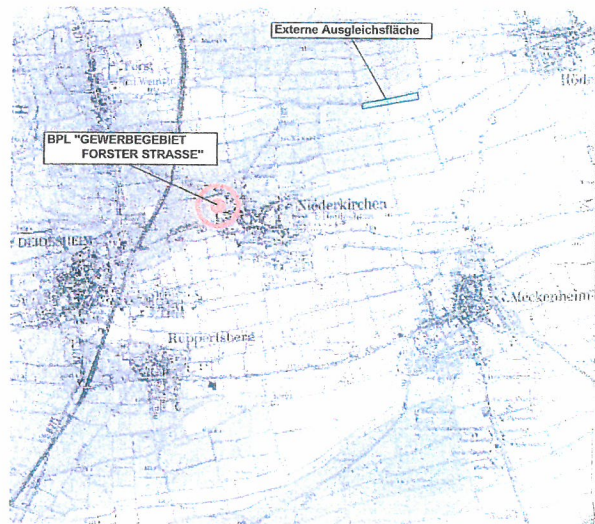 Externe Ausgleichsfläche
Forst
BPL "GEWERBEGEBIET
FORSTER STRASSE"
Niederkirchen
DEIDESHEIM
Meckenheim
Ruppertsberg